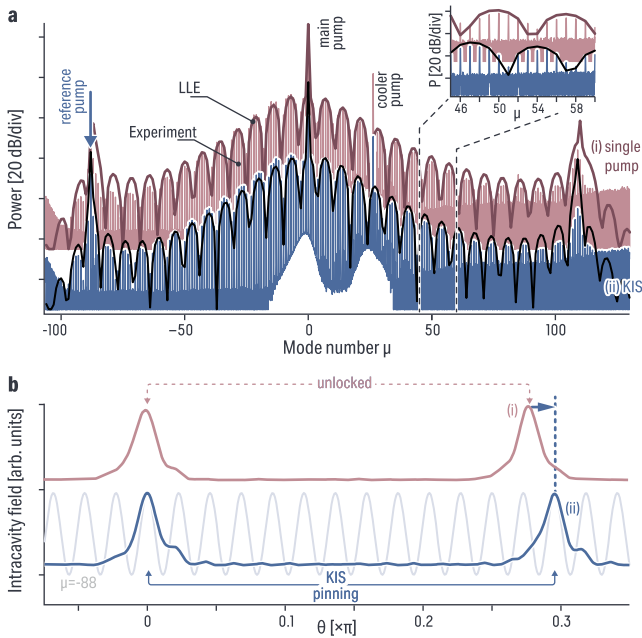 a
main
pump
reference
pump
LLE
Experiment
cooler
pump
P [20 dB/div]
46
50
54
58
μ
(i) single
pump
(ii) KIS
Power [20 dB/div]
-100
−50
0
50
100
Mode number μ
b
unlocked
(i)
(ii)
μ=-88
KIS
pinning
Intracavity field [arb. units]
0
0.1
0.2
0.3
θ [×π]